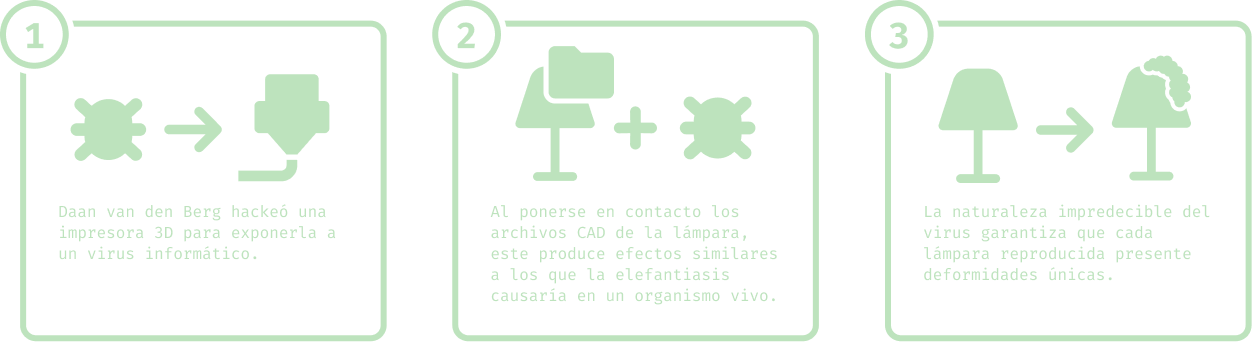 1
Daan van den Berg hackeó una
impresora 3D para exponerla a
un virus informático.
2
Al ponerse en contacto los
archivos CAD de la lámpara,
este produce efectos similares
a los que la elefantiasis
causaría en un organismo vivo.
3
La naturaleza impredecible del
virus garantiza que cada
lámpara reproducida presente
deformidades únicas.